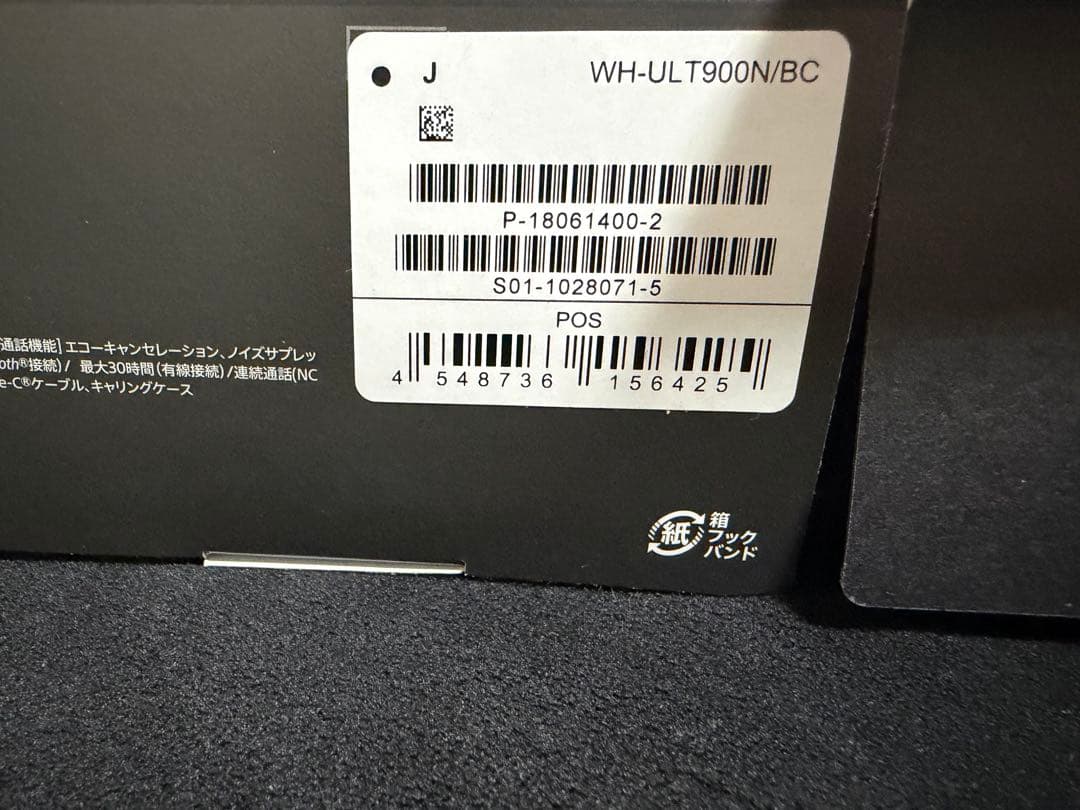 J
WH-ULT900N/BC
P-18061400-2
S01-1028071-5
POS
4 548736 156425
通話機能] エコーキャンセレーション、ノイズサプレッ
oth®接続) / 最大30時間(有線接続) /連続通話(NC
e-C®ケーブル、キャリングケース
紙
箱
フック
バンド